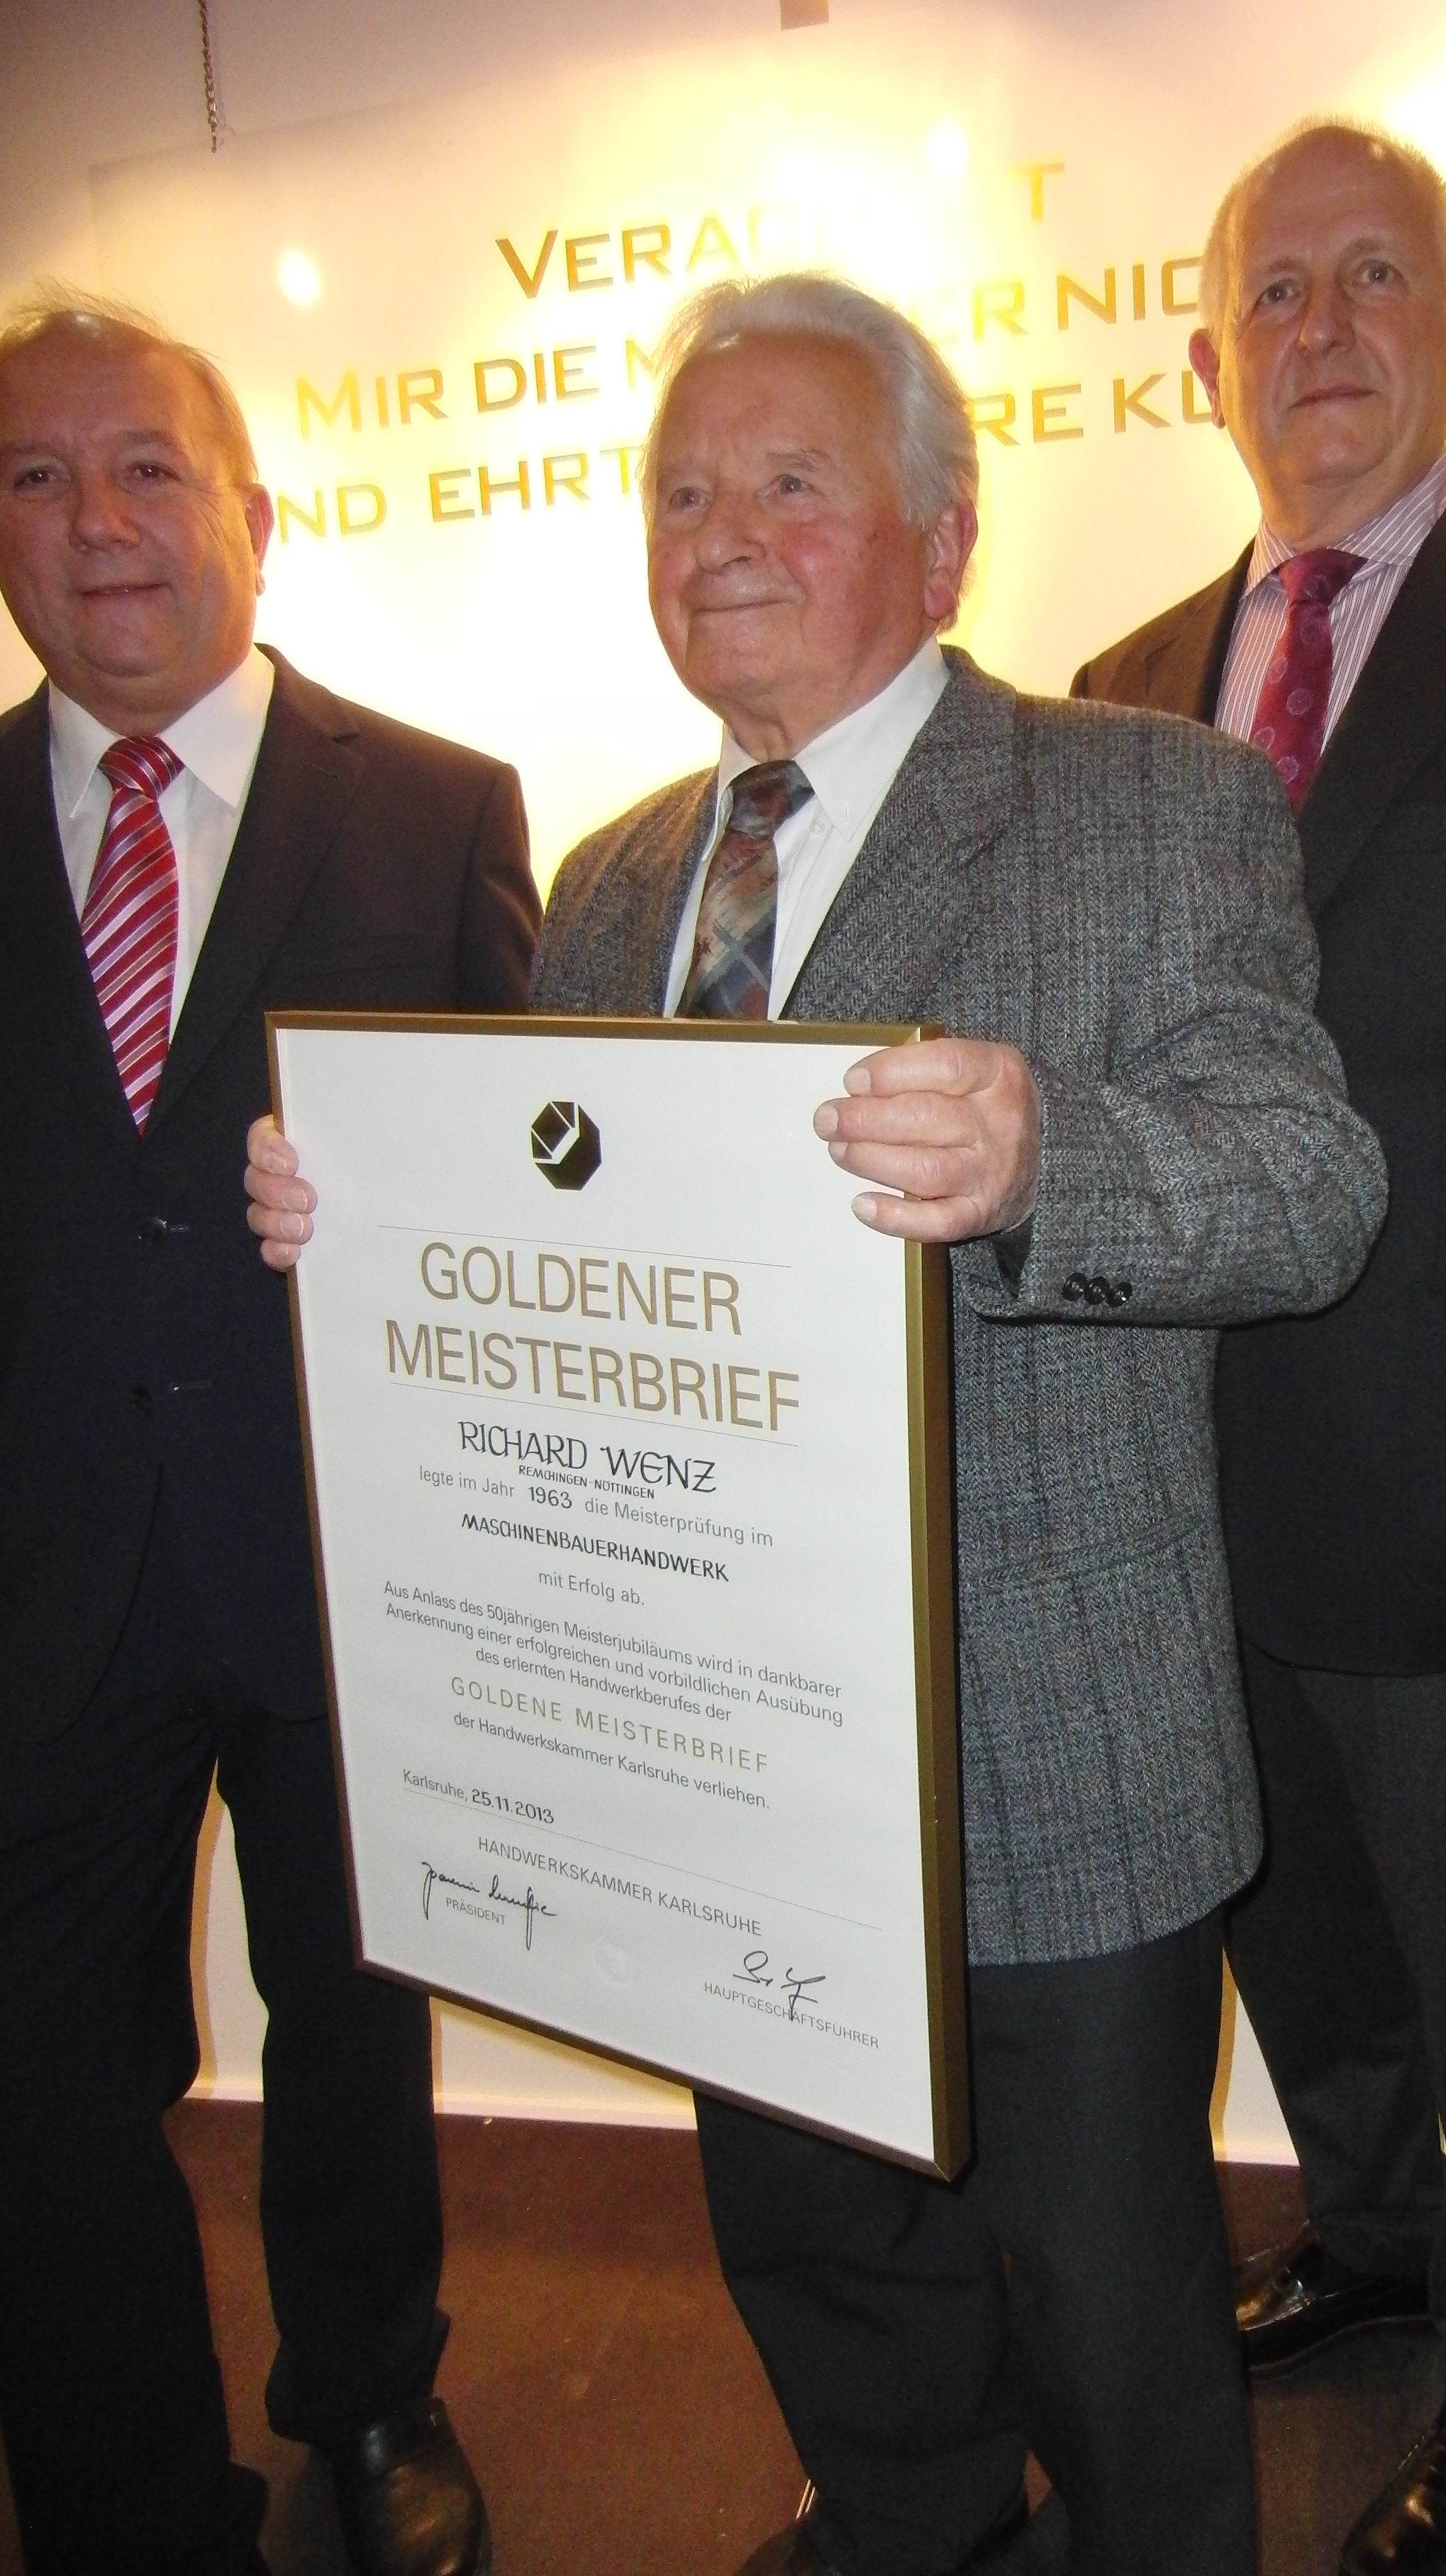 VERA T
MIR DIE M ER NIC
ND EHRT RE KU
GOLDENER
MEISTERBRIEF
RICHARD WENZ
REMCHINGEN-NÖTTINGEN
legte im Jahr 1963 die Meisterprüfung im
MASCHINENBAUERHANDWERK
mit Erfolg ab.
Aus Anlass des 50jährigen Meisterjubiläums wird in dankbarer
Anerkennung einer erfolgreichen und vorbildlichen Ausübung
des erlernten Handwerkberufes der
GOLDENE MEISTERBRIEF
der Handwerkskammer Karlsruhe verliehen.
Karlsruhe, 25.11.2013
HANDWERKSKAMMER KARLSRUHE
PRÄSIDENT
HAUPTGESCHÄFTSFÜHRER